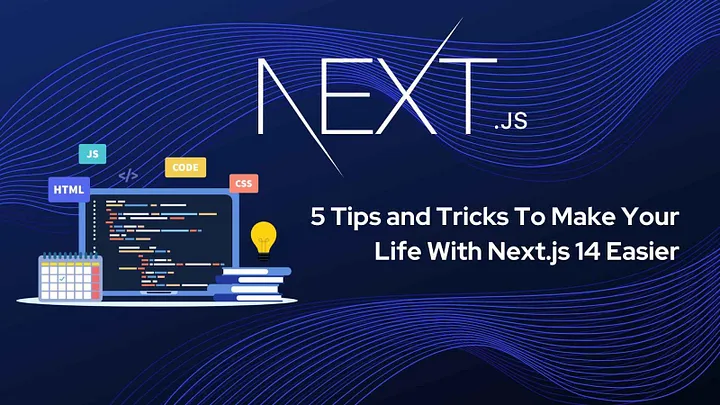 NEXT
.JS
JS
</>
CODE
HTML
CSS
5 Tips and Tricks To Make Your
Life With Next.js 14 Easier